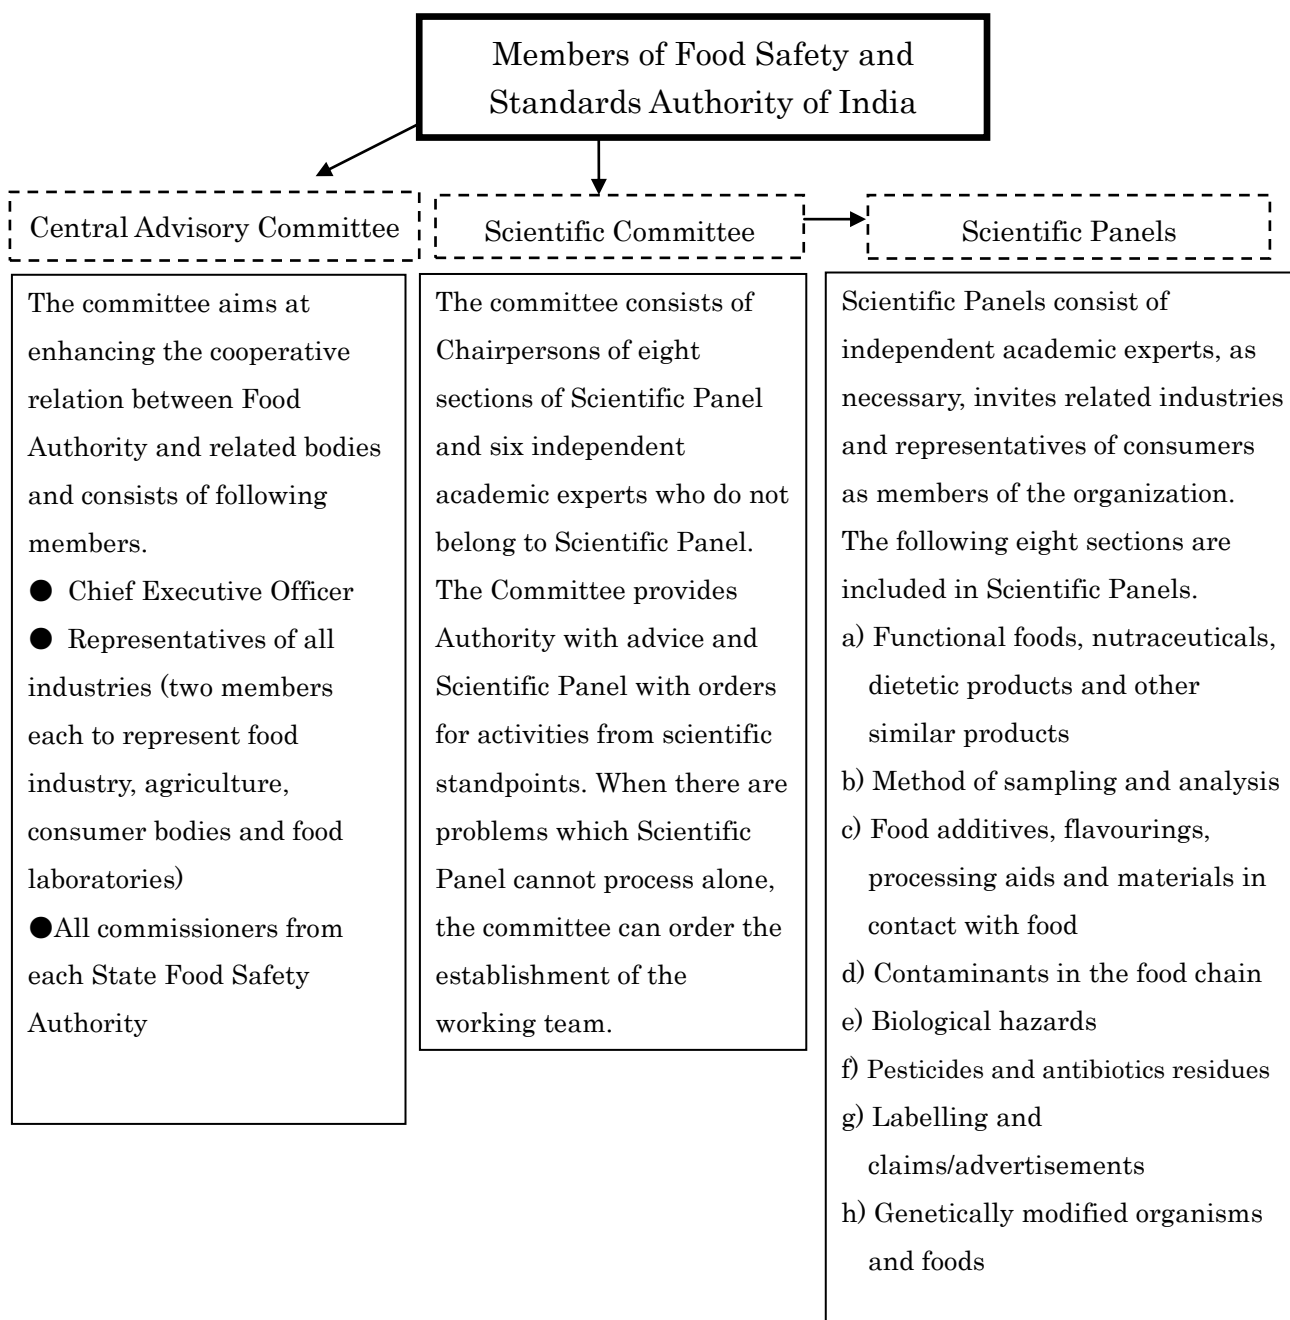 Members of Food Safety and
Standards Authority of India
Central Advisory Committee
The committee aims at
enhancing the cooperative
relation between Food
Authority and related bodies
and consists of following
members.
● Chief Executive Officer
● Representatives of all
industries (two members
each to represent food
industry, agriculture,
consumer bodies and food
laboratories)
●All commissioners from
each State Food Safety
Authority
Scientific Committee
The committee consists of
Chairpersons of eight
sections of Scientific Panel
and six independent
academic experts who do not
belong to Scientific Panel.
The Committee provides
Authority with advice and
Scientific Panel with orders
for activities from scientific
standpoints. When there are
problems which Scientific
Panel cannot process alone,
the committee can order the
establishment of the
working team.
Scientific Panels
Scientific Panels consist of
independent academic experts, as
necessary, invites related industries
and representatives of consumers
as members of the organization.
The following eight sections are
included in Scientific Panels.
a) Functional foods, nutraceuticals,
dietetic products and other
similar products
b) Method of sampling and analysis
c) Food additives, flavourings,
processing aids and materials in
contact with food
d) Contaminants in the food chain
e) Biological hazards
f) Pesticides and antibiotics residues
g) Labelling and
claims/advertisements
h) Genetically modified organisms
and foods